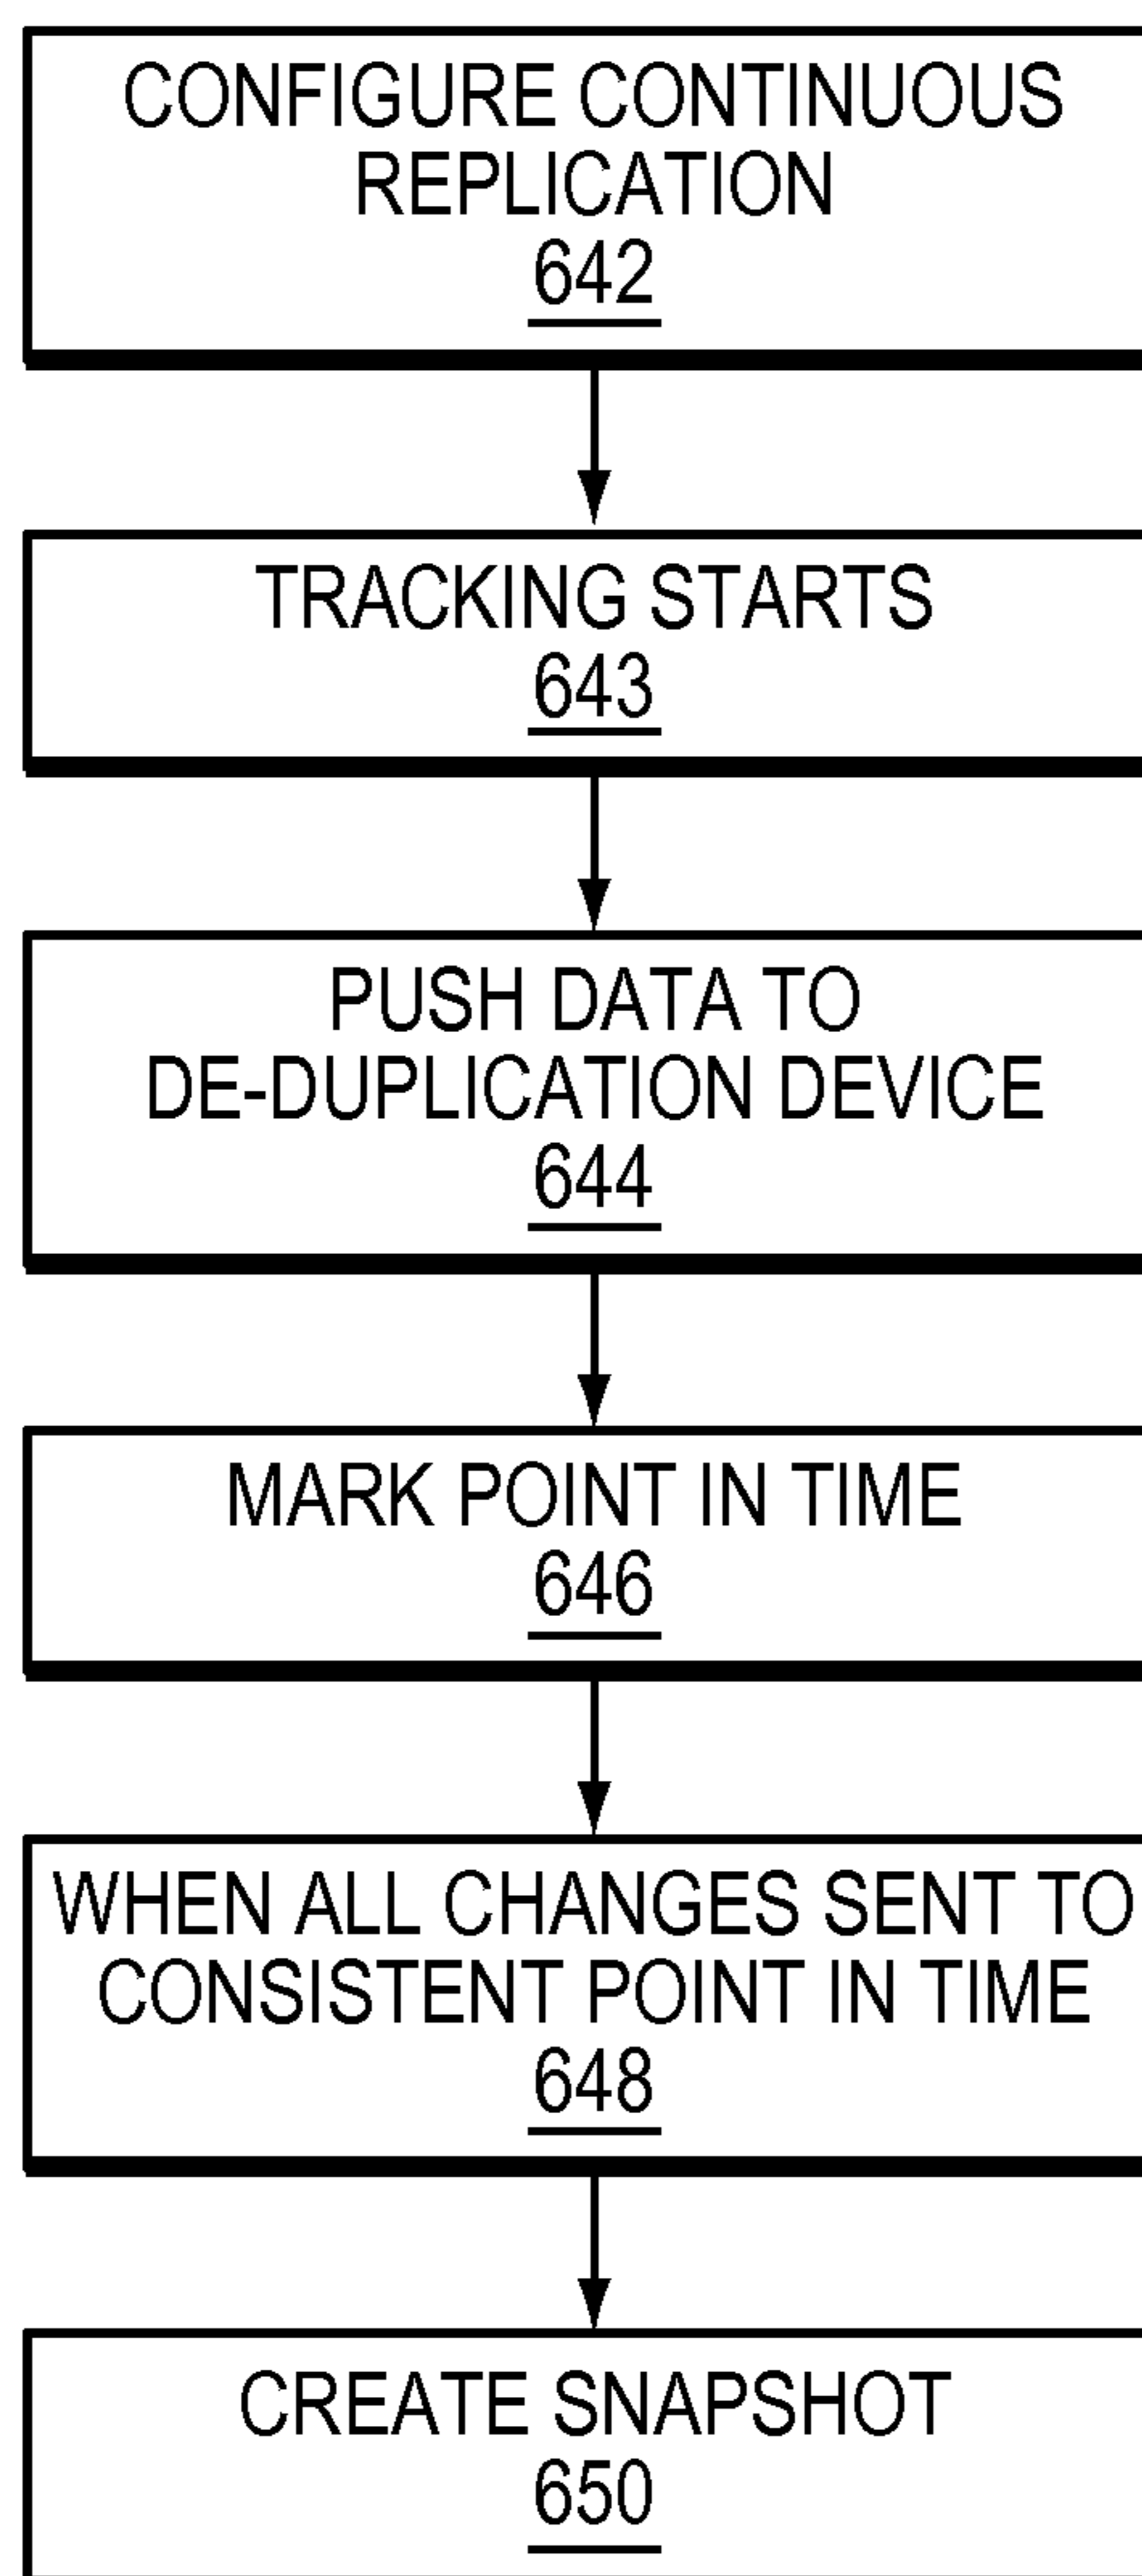 CONFIGURE CONTINUOUS
REPLICATION
642
TRACKING STARTS
643
PUSH DATA TO
DE-DUPLICATION DEVICE
644
MARK POINT IN TIME
646
WHEN ALL CHANGES SENT TO
CONSISTENT POINT IN TIME
648
CREATE SNAPSHOT
650